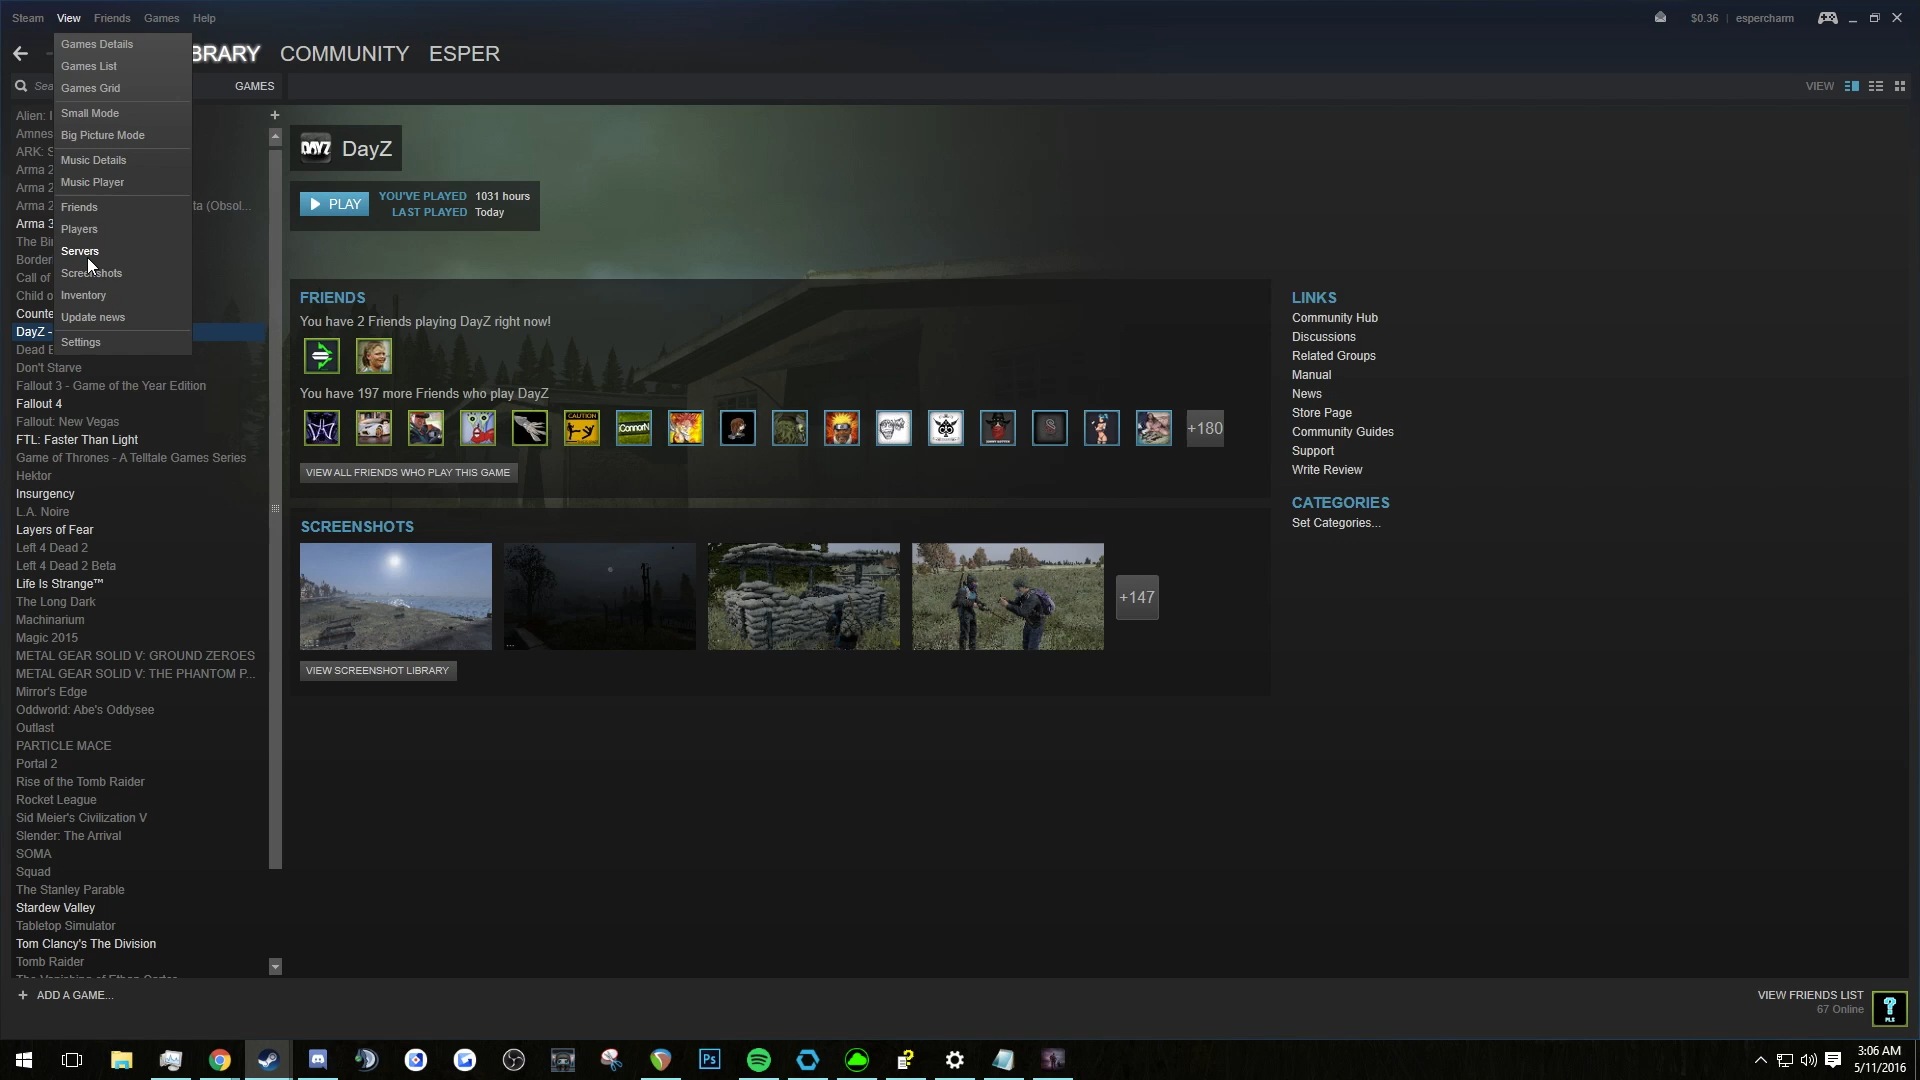 Steam View Friends Games Help
$0.36 | espercharm
BRARY COMMUNITY ESPER
GAMES
VIEW
Games Details
Games List
Games Grid
Small Mode
Big Picture Mode
Music Details
Music Player
Friends
Players
Servers
Screenshots
Inventory
Update news
Settings
Sea
Alien: I
Amnes
ARK: S
Arma 2
Arma 2
Arma 2 ta (Obsol...
Arma 3
The Bi
Border
Call of
Child o
Counte
DayZ -
Dead
Don't Starve
Fallout 3 - Game of the Year Edition
Fallout 4
Fallout: New Vegas
FTL: Faster Than Light
Game of Thrones - A Telltale Games Series
Hektor
Insurgency
L.A. Noire
Layers of Fear
Left 4 Dead 2
Left 4 Dead 2 Beta
Life Is Strange™
The Long Dark
Machinarium
Magic 2015
METAL GEAR SOLID V: GROUND ZEROES
METAL GEAR SOLID V: THE PHANTOM P...
Mirror's Edge
Oddworld: Abe's Oddysee
Outlast
PARTICLE MACE
Portal 2
Rise of the Tomb Raider
Rocket League
Sid Meier's Civilization V
Slender: The Arrival
SOMA
Squad
The Stanley Parable
Stardew Valley
Tabletop Simulator
Tom Clancy's The Division
Tomb Raider
+ ADD A GAME...
DAYZ DayZ
PLAY
YOU'VE PLAYED 1031 hours
LAST PLAYED Today
FRIENDS
You have 2 Friends playing DayZ right now!
You have 197 more Friends who play DayZ
CAUTION
iConnorN
+180
VIEW ALL FRIENDS WHO PLAY THIS GAME
SCREENSHOTS
+147
VIEW SCREENSHOT LIBRARY
LINKS
Community Hub
Discussions
Related Groups
Manual
News
Store Page
Community Guides
Support
Write Review
CATEGORIES
Set Categories...
VIEW FRIENDS LIST
67 Online
PLS
Ps
3:06 AM
5/11/2016